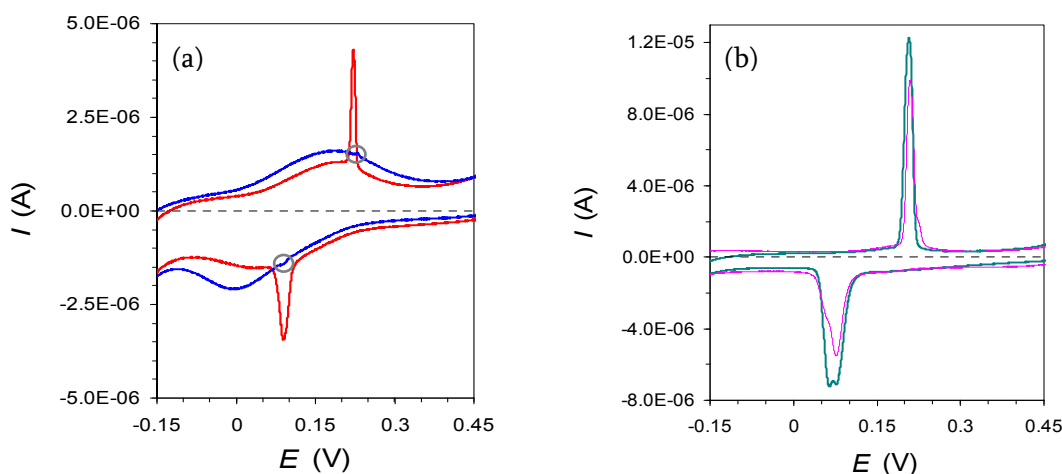 (a)
5.0E-06
2.5E-06
0.0E+00
-2.5E-06
-5.0E-06
-0.15 0 0.15 0.3 0.45
I (A)
E (V)
(b)
1.2E-05
8.0E-06
4.0E-06
0.0E+00
-4.0E-06
-8.0E-06
-0.15 0 0.15 0.3 0.45
I (A)
E (V)